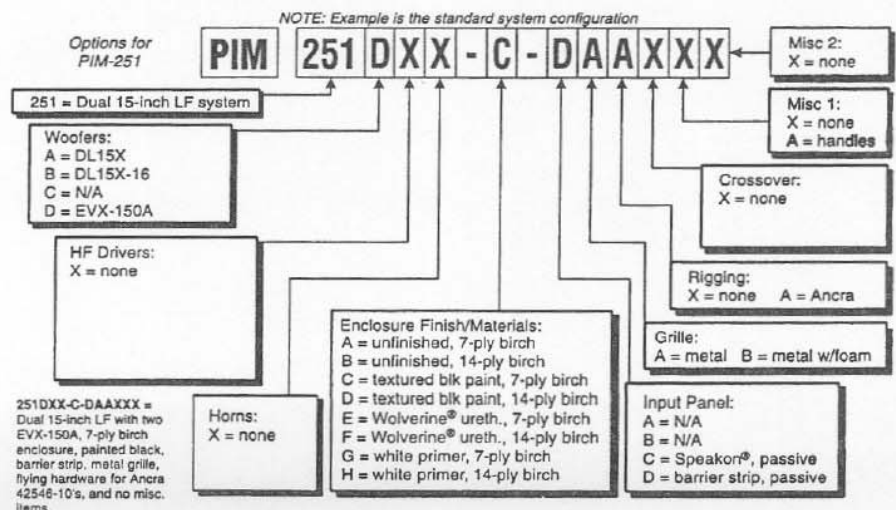 NOTE: Example is the standard system configuration
Options for
PIM-251
PIM 251 D X X - C - D A A X X X
Misc 2:
X = none
251 = Dual 15-inch LF system
Misc 1:
X = none
A = handles
Woofers:
A = DL15X
B = DL15X-16
C = N/A
D = EVX-150A
Crossover:
X = none
HF Drivers:
X = none
Rigging:
X = none A = Ancra
Grille:
A = metal B = metal w/foam
Enclosure Finish/Materials:
A = unfinished, 7-ply birch
B = unfinished, 14-ply birch
C = textured blk paint, 7-ply birch
D = textured blk paint, 14-ply birch
E = Wolverine® ureth., 7-ply birch
F = Wolverine® ureth., 14-ply birch
G = white primer, 7-ply birch
H = white primer, 14-ply birch
Input Panel:
A = N/A
B = N/A
C = Speakon®, passive
D = barrier strip, passive
Horns:
X = none
251DXX-C-DAAXXX =
Dual 15-inch LF with two
EVX-150A, 7-ply birch
enclosure, painted black,
barrier strip, metal grille,
flying hardware for Ancra
42546-10's, and no misc.
items